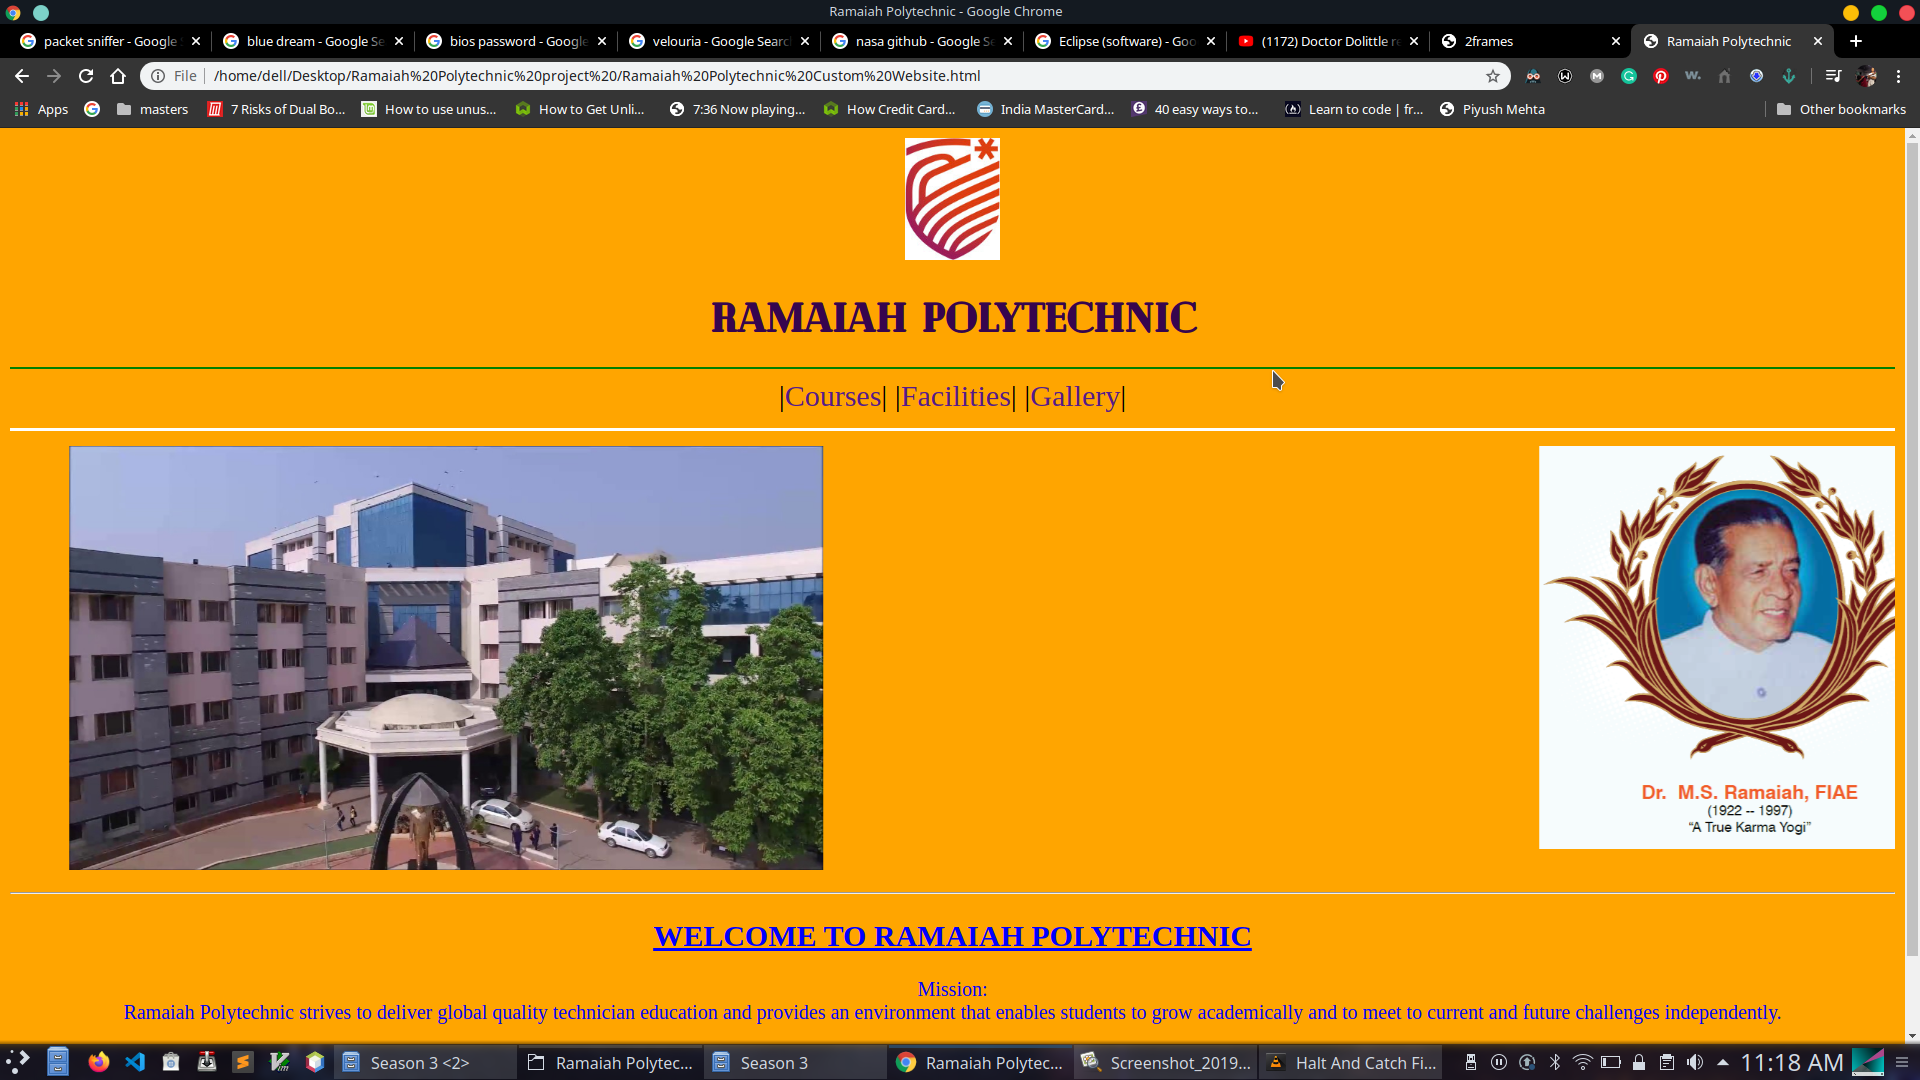 Ramaiah Polytechnic - Google Chrome
packet sniffer - Google
blue dream - Google Se
bios password - Google
velouria - Google Searc
nasa github - Google Se
Eclipse (software) - Goo
(1172) Doctor Dolittle re
2frames
Ramaiah Polytechnic
File
/home/dell/Desktop/Ramaiah%20Polytechnic%20project%20/Ramaiah%20Polytechnic%20Custom%20Website.html
Apps
masters
7 Risks of Dual Bo...
How to use unus...
How to Get Unli...
7:36 Now playing...
How Credit Card...
India MasterCard...
40 easy ways to...
Learn to code | fr...
Piyush Mehta
Other bookmarks
RAMAIAH POLYTECHNIC
|Courses| |Facilities| |Gallery|
Dr. M.S. Ramaiah, FIAE
(1922 -- 1997)
“A True Karma Yogi”
WELCOME TO RAMAIAH POLYTECHNIC
Mission:
Ramaiah Polytechnic strives to deliver global quality technician education and provides an environment that enables students to grow academically and to meet to current and future challenges independently.
Season 3 <2>
Ramaiah Polytec...
Season 3
Ramaiah Polytec...
Screenshot_2019...
Halt And Catch Fi...
11:18 AM